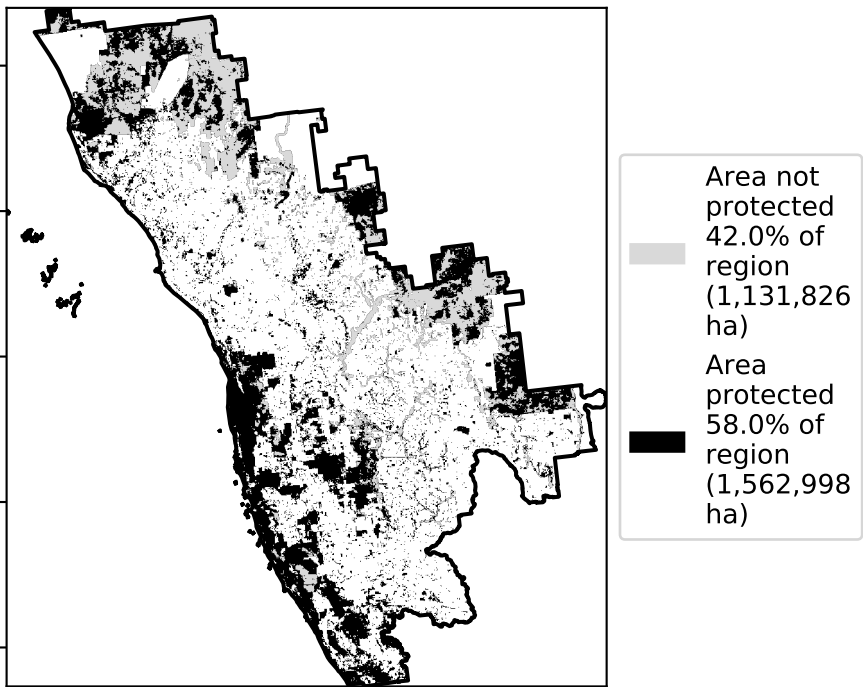 Area not
protected
42.0% of
region
(1,131,826
ha)
Area
protected
58.0% of
region
(1,562,998
ha)